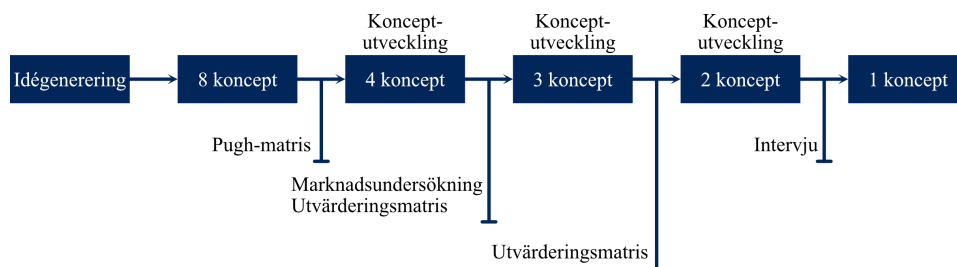 Koncept-
utveckling
Koncept-
utveckling
Koncept-
utveckling
Idégenerering
8 koncept
4 koncept
3 koncept
2 koncept
1 koncept
Pugh-matris
Intervju
Marknadsundersökning
Utvärderingsmatris
Utvärderingsmatris